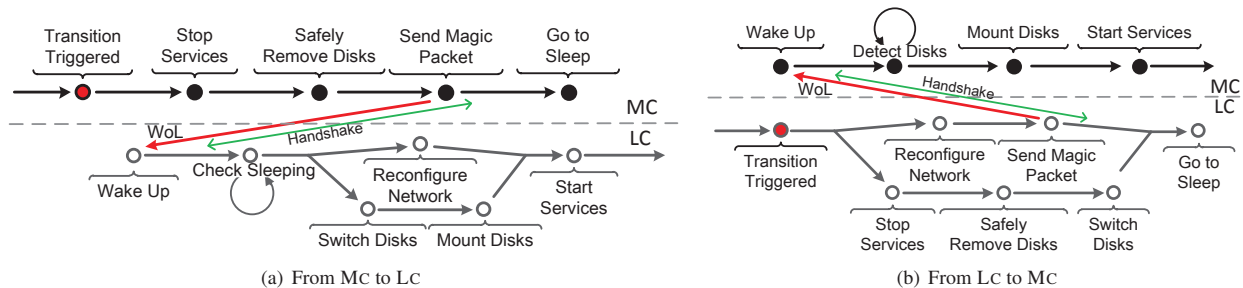 Transition
Triggered
Stop
Services
Safely
Remove Disks
Send Magic
Packet
Go to
Sleep
MC
LC
WoL
Handshake
Wake Up
Check Sleeping
Reconfigure
Network
Switch Disks
Mount Disks
Start
Services
(a) From MC to LC
Wake Up
Detect Disks
Mount Disks
Start Services
MC
LC
WoL
Handshake
Transition
Triggered
Reconfigure
Network
Send Magic
Packet
Go to
Sleep
Stop
Services
Safely
Remove Disks
Switch
Disks
(b) From LC to MC